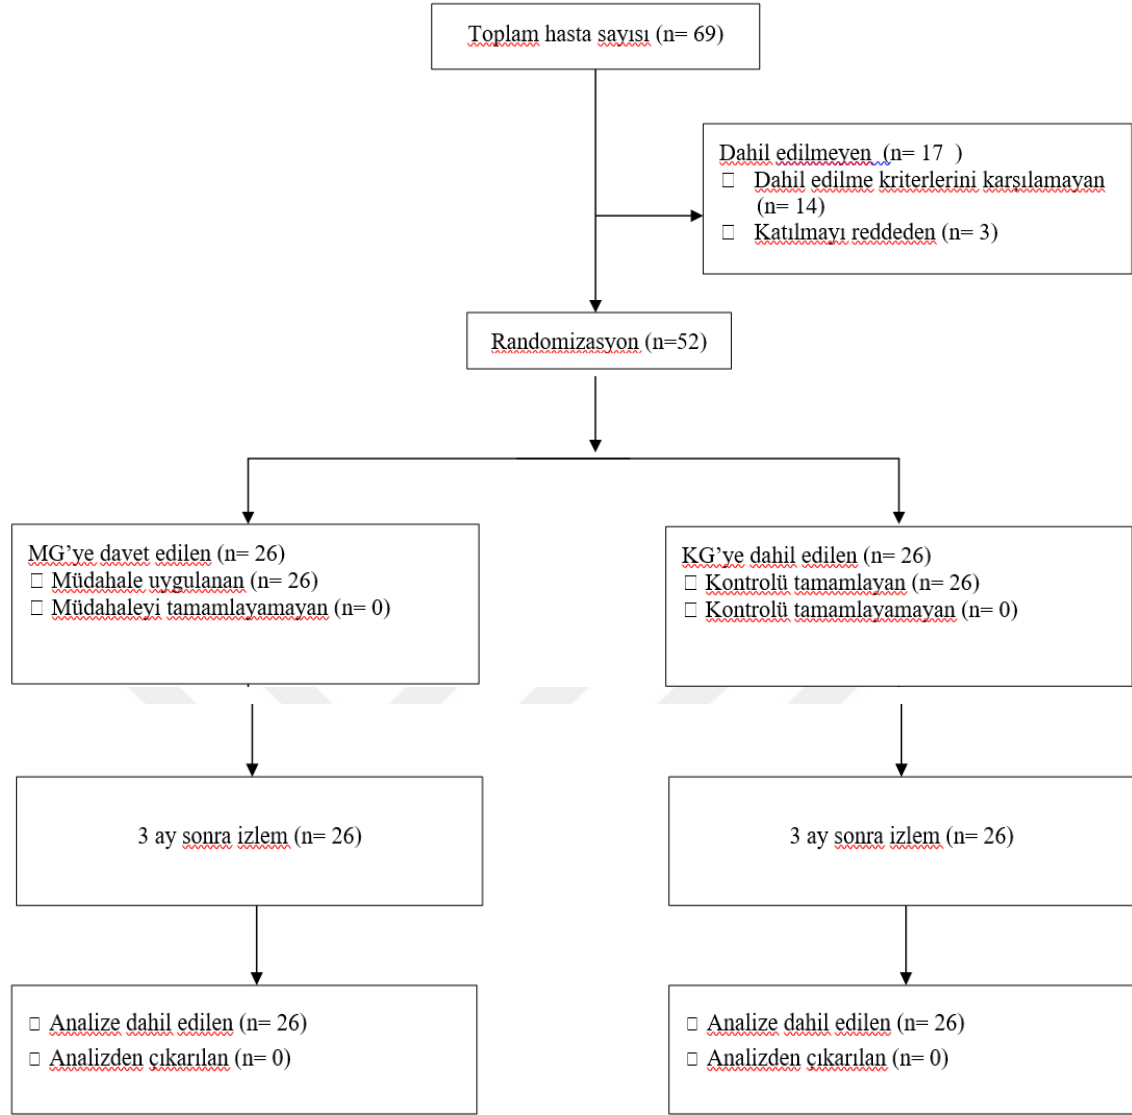 Toplam hasta sayısı (n= 69)
Dahil edilmeyen  (n= 17  )
□ Dahil edilme kriterlerini karşılamayan
(n= 14)
□ Katılmayı reddeden (n= 3)
Randomizasyon (n=52)
MG’ye davet edilen (n= 26)
□ Müdahale uygulanan (n= 26)
□ Müdahaleyi tamamlayamayan (n= 0)
KG’ye dahil edilen (n= 26)
□ Kontrolü tamamlayan (n= 26)
□ Kontrolü tamamlayamayan (n= 0)
3 ay sonra izlem (n= 26)
3 ay sonra izlem (n= 26)
□ Analize dahil edilen (n= 26)
□ Analizden çıkarılan (n= 0)
□ Analize dahil edilen (n= 26)
□ Analizden çıkarılan (n= 0)